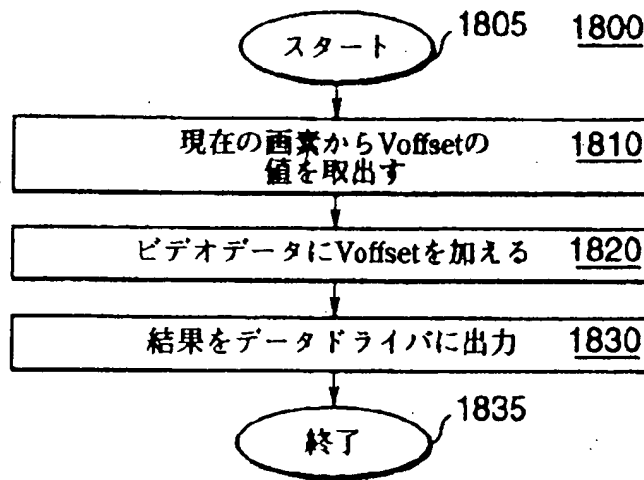 スタート 1805 1800
現在の画素からVoffsetの 1810
値を取出す
ビデオデータにVoffsetを加える 1820
結果をデータドライバに出力 1830
終了 1835